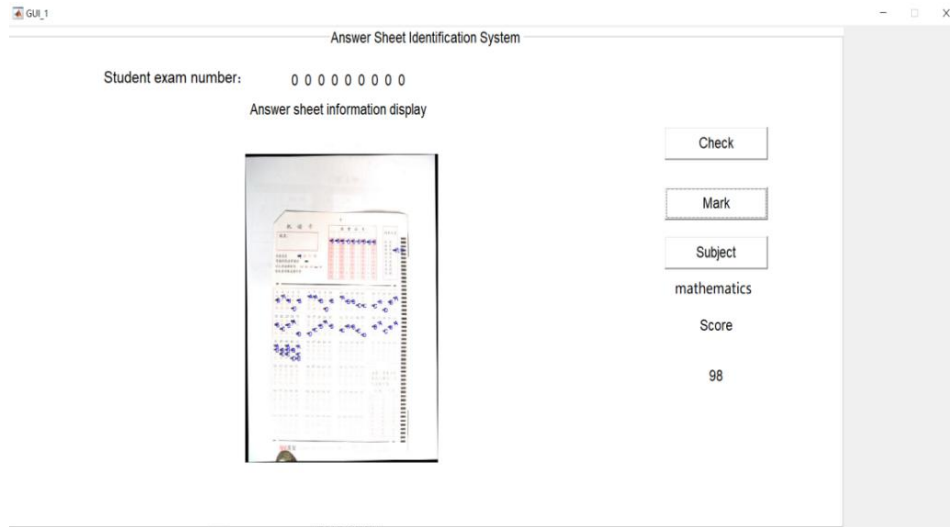 GUI_1
Answer Sheet Identification System
Student exam number:
0 0 0 0 0 0 0 0 0
Answer sheet information display
Check
Mark
Subject
mathematics
Score
98